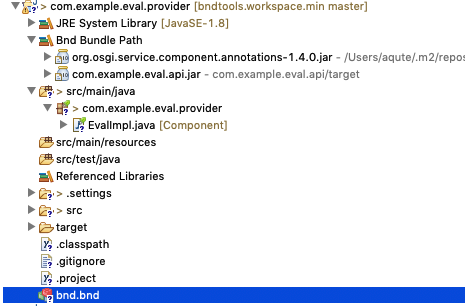 > com.example.eval.provider [bndtools.workspace.min master]
JRE System Library [JavaSE-1.8]
Bnd Bundle Path
org.osgi.service.component.annotations-1.4.0.jar - /Users/aqute/.m2/repos
com.example.eval.api.jar - com.example.eval.api/target
> src/main/java
> com.example.eval.provider
> EvalImpl.java [Component]
src/main/resources
src/test/java
Referenced Libraries
> .settings
> src
target
.classpath
.gitignore
.project
bnd.bnd